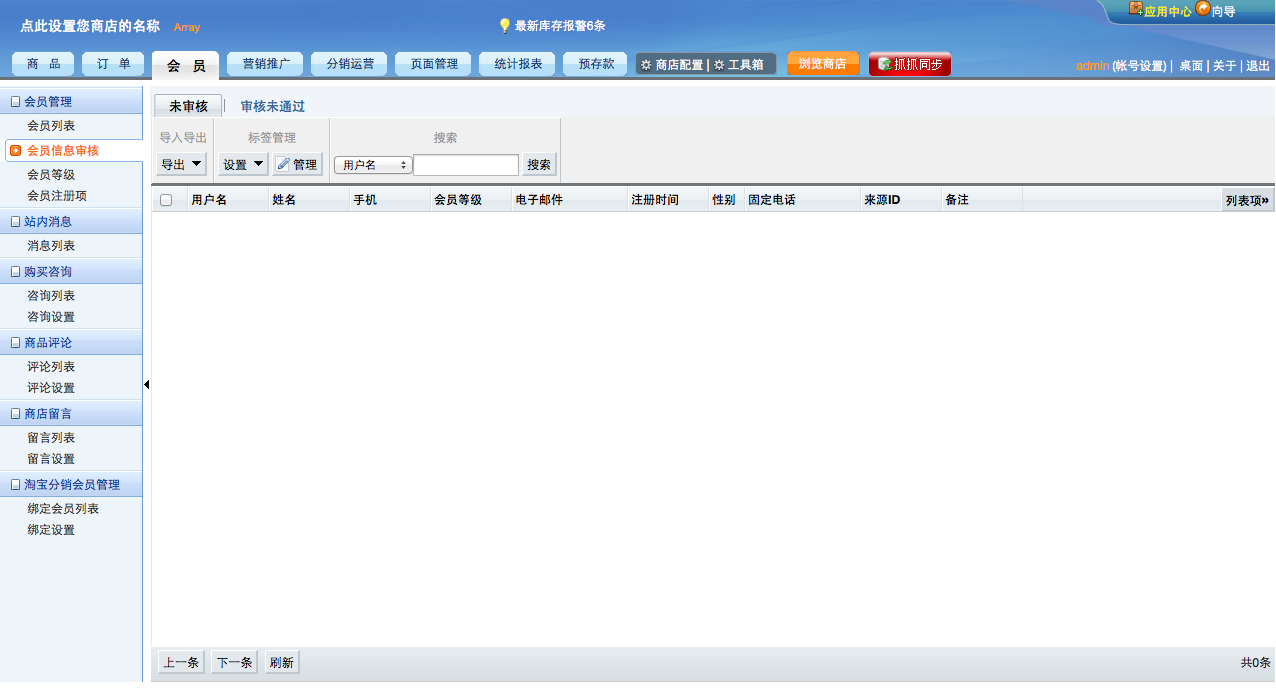 应用中心 向导
点此设置您商店的名称 Array 最新库存报警6条
商 品 订 单 会 员 营销推广 分销运营 页面管理 统计报表 预存款 商店配置 | 工具箱 浏览商店 抓抓同步 admin (帐号设置) | 桌面 | 关于 | 退出
会员管理
会员列表
会员信息审核
会员等级
会员注册项
站内消息
消息列表
购买咨询
咨询列表
咨询设置
商品评论
评论列表
评论设置
商店留言
留言列表
留言设置
淘宝分销会员管理
绑定会员列表
绑定设置
未审核 | 审核未通过
导入导出 标签管理 搜索
导出 设置 管理 用户名 搜索
用户名 姓名 手机 会员等级 电子邮件 注册时间 性别 固定电话 来源ID 备注 列表项»
上一条 下一条 刷新 共0条